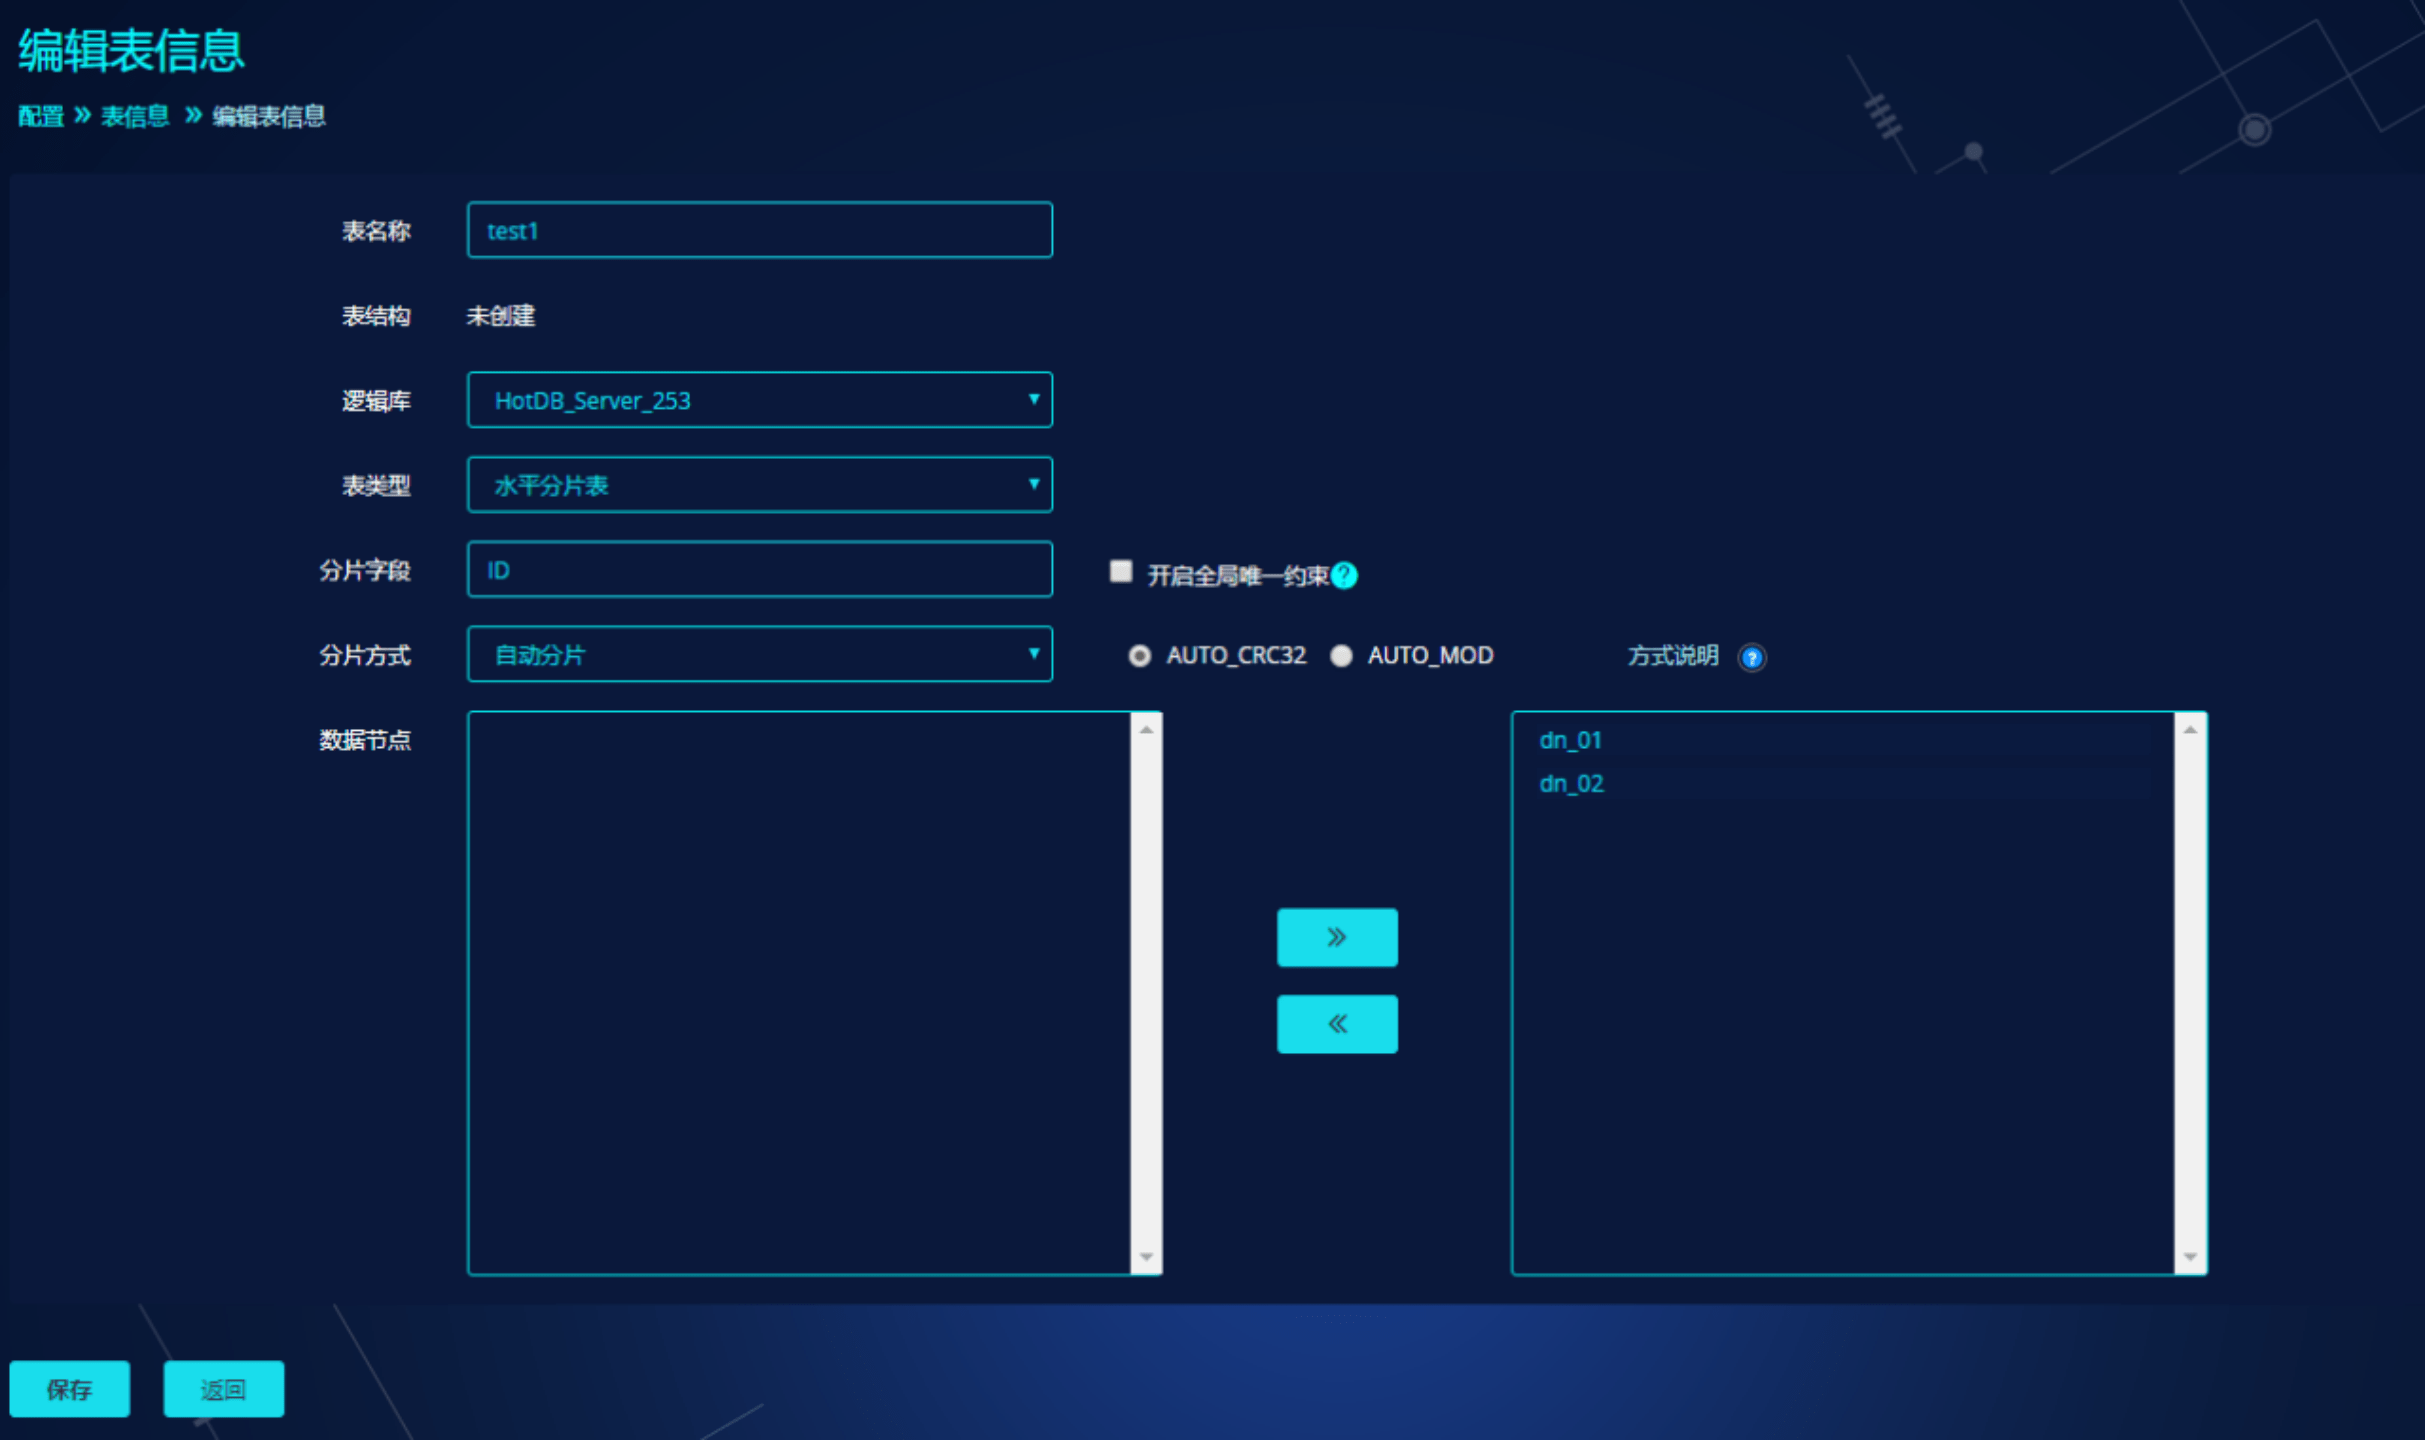 编辑表信息
配置 » 表信息 » 编辑表信息
表名称 test1
表结构 未创建
逻辑库 HotDB_Server_253
表类型 水平分片表
分片字段 ID 开启全局唯一约束
分片方式 自动分片 AUTO_CRC32 AUTO_MOD 方式说明
数据节点 dn_01
dn_02
»
«
保存 返回